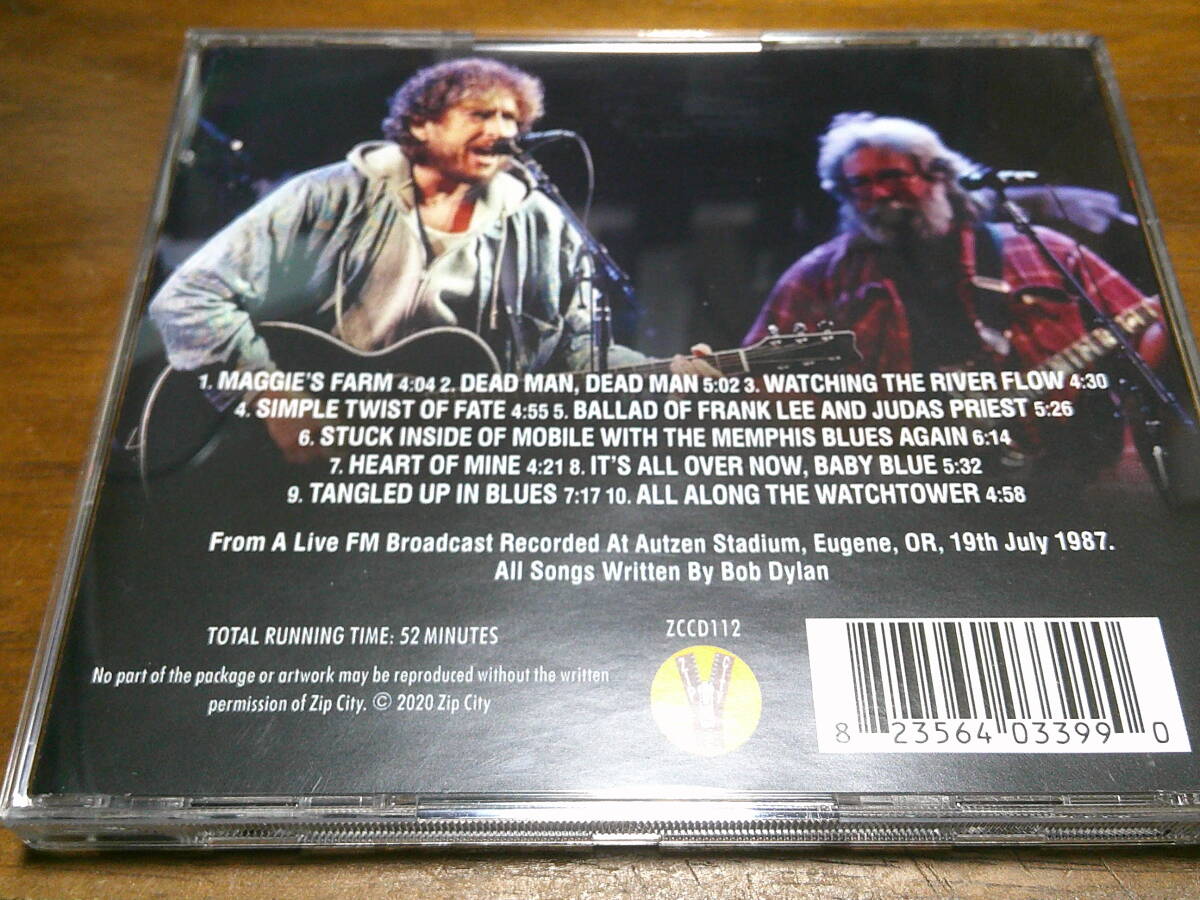 1. MAGGIE'S FARM 4:04 2. DEAD MAN, DEAD MAN 5:02 3. WATCHING THE RIVER FLOW 4:30
4. SIMPLE TWIST OF FATE 4:55 5. BALLAD OF FRANK LEE AND JUDAS PRIEST 5:26
6. STUCK INSIDE OF MOBILE WITH THE MEMPHIS BLUES AGAIN 6:14
7. HEART OF MINE 4:21 8. IT'S ALL OVER NOW, BABY BLUE 5:32
9. TANGLED UP IN BLUES 7:17 10. ALL ALONG THE WATCHTOWER 4:58
From A Live FM Broadcast Recorded At Autzen Stadium, Eugene, OR, 19th July 1987.
All Songs Written By Bob Dylan
TOTAL RUNNING TIME: 52 MINUTES
No part of the package or artwork may be reproduced without the written
permission of Zip City. © 2020 Zip City
ZCCD112
Z C
8 23564 03399 0